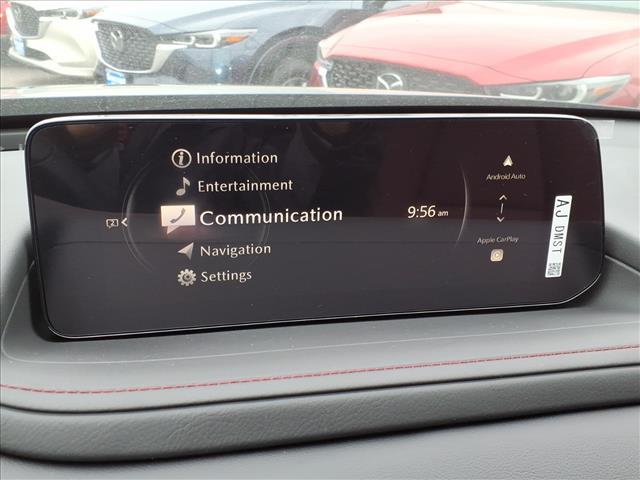 Information
Entertainment
Communication
Navigation
Settings
9:56 am
Android Auto
Apple CarPlay
AJ DMST